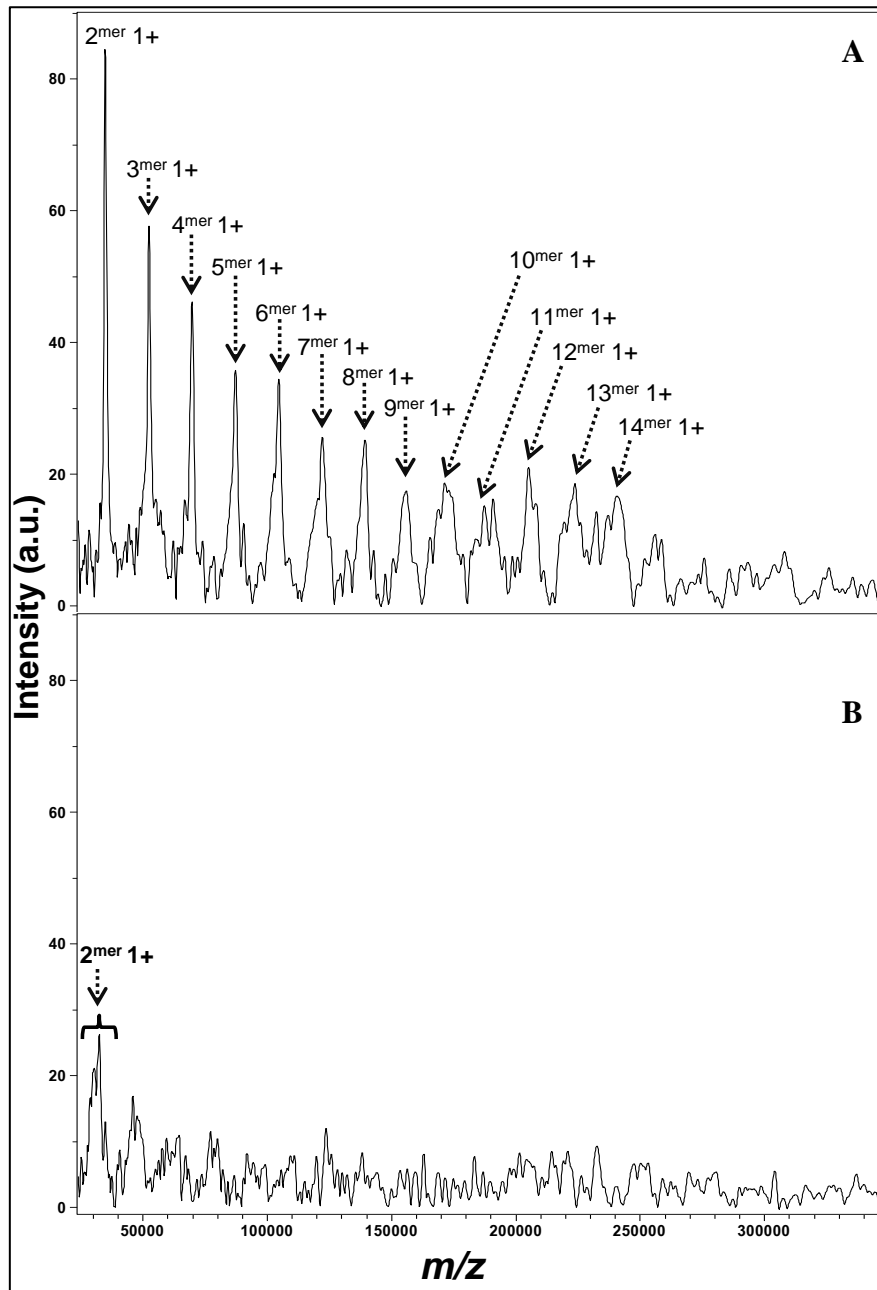 A
2mer 1+
3mer 1+
4mer 1+
5mer 1+
6mer 1+
7mer 1+
8mer 1+
9mer 1+
10mer 1+
11mer 1+
12mer 1+
13mer 1+
14mer 1+
80
60
40
20
0
Intensity (a.u.)
B
2mer 1+
80
60
40
20
0
50000 100000 150000 200000 250000 300000
m/z